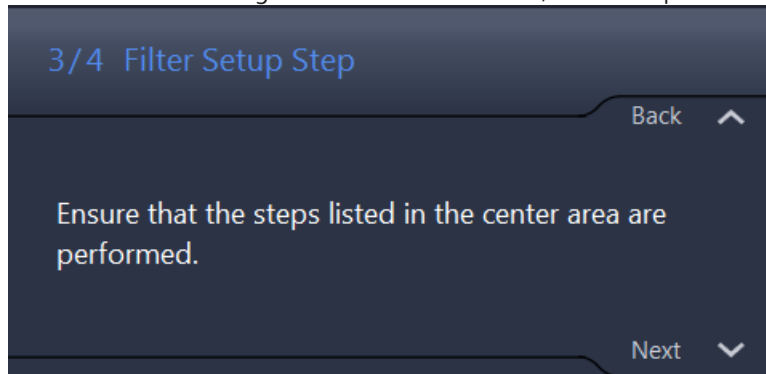 3/4 Filter Setup Step
Back
Ensure that the steps listed in the center area are
performed.
Next